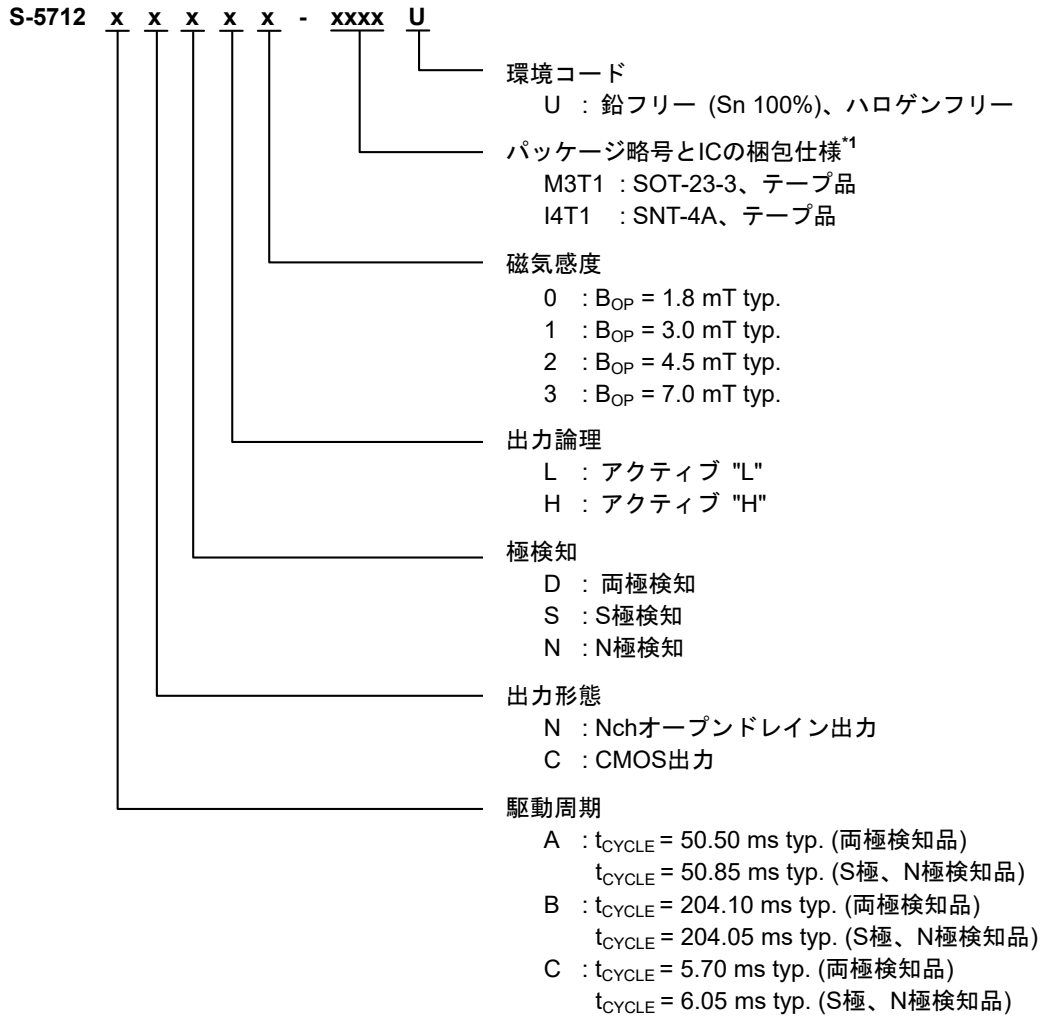 S-5712 x x x x x - xxxx U
環境コード
U : 鉛フリー (Sn 100%)、ハロゲンフリー
パッケージ略号とICの梱包仕様*1
M3T1 : SOT-23-3、テープ品
I4T1 : SNT-4A、テープ品
磁気感度
0 : BOP = 1.8 mT typ.
1 : BOP = 3.0 mT typ.
2 : BOP = 4.5 mT typ.
3 : BOP = 7.0 mT typ.
出力論理
L : アクティブ "L"
H : アクティブ "H"
極検知
D : 両極検知
S : S極検知
N : N極検知
出力形態
N : Nchオープンドレイン出力
C : CMOS出力
駆動周期
A : tCYCLE = 50.50 ms typ. (両極検知品)
tCYCLE = 50.85 ms typ. (S極、N極検知品)
B : tCYCLE = 204.10 ms typ. (両極検知品)
tCYCLE = 204.05 ms typ. (S極、N極検知品)
C : tCYCLE = 5.70 ms typ. (両極検知品)
tCYCLE = 6.05 ms typ. (S極、N極検知品)